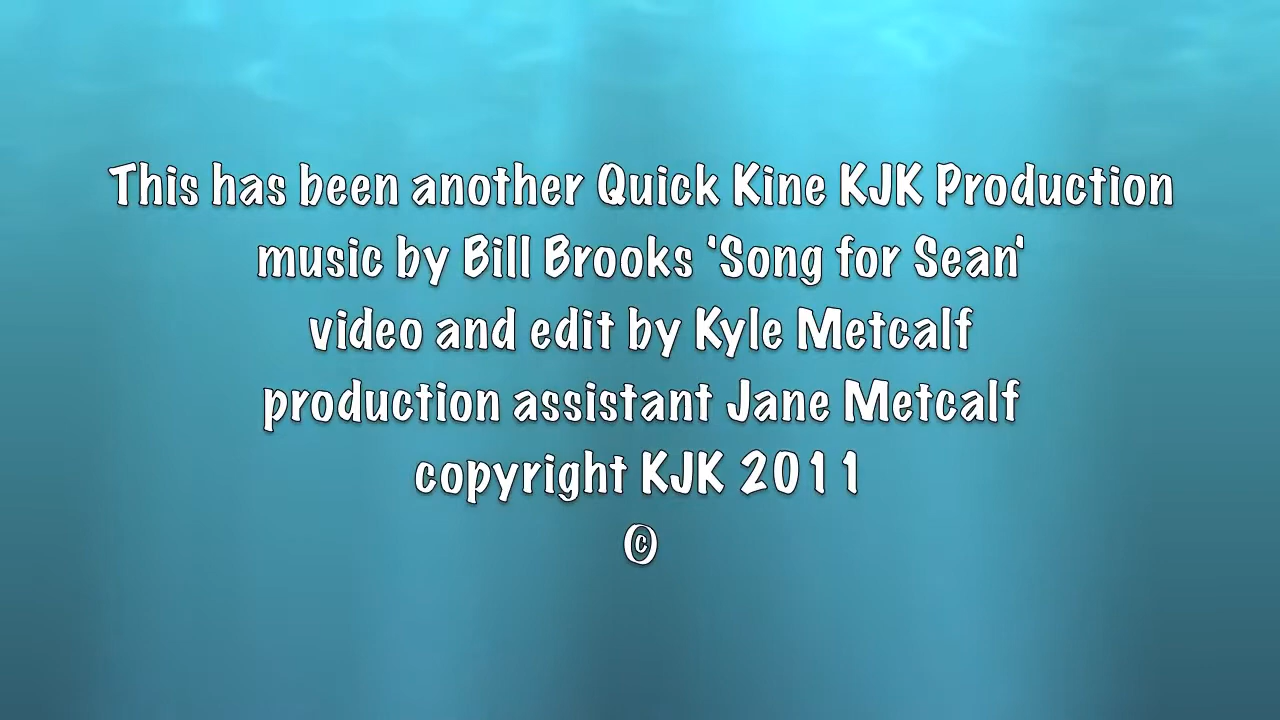 This has been another Quick Kine KJK Production
music by Bill Brooks 'Song for Sean'
video and edit by Kyle Metcalf
production assistant Jane Metcalf
copyright KJK 2011
©